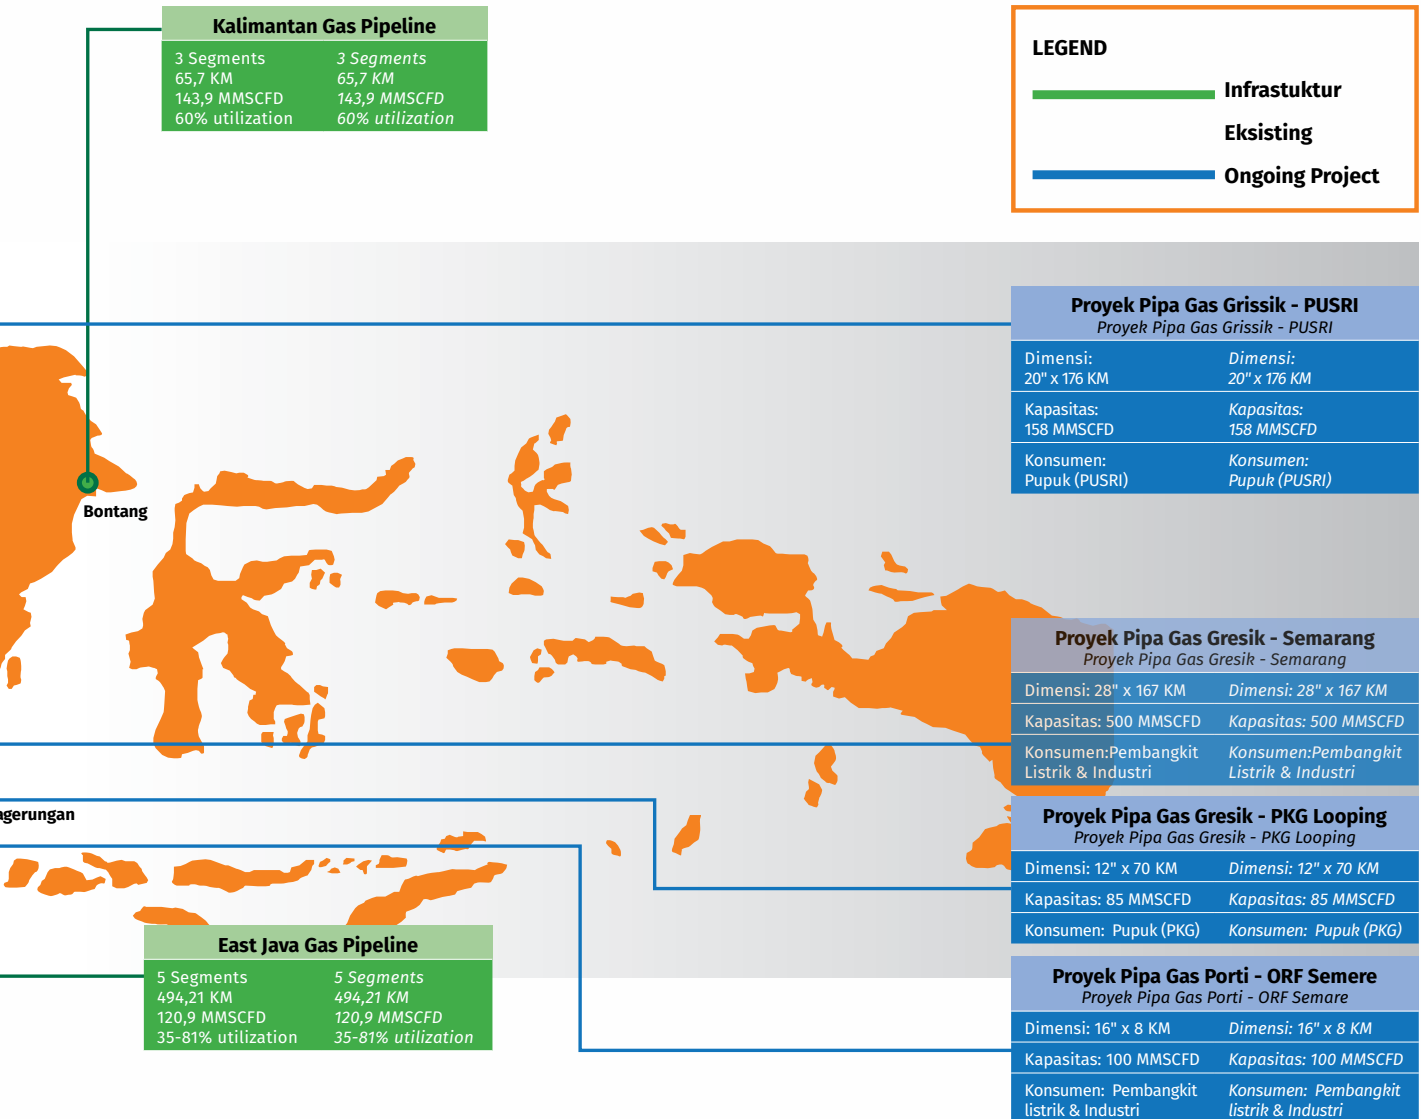 Kalimantan Gas Pipeline
3 Segments
65,7 KM
143,9 MMSCFD
60% utilization
3 Segments
65,7 KM
143,9 MMSCFD
60% utilization
LEGEND
Infrastuktur
Eksisting
Ongoing Project
Proyek Pipa Gas Grissik - PUSRI
Proyek Pipa Gas Grissik - PUSRI
Dimensi:
20" x 176 KM
Dimensi:
20" x 176 KM
Kapasitas:
158 MMSCFD
Kapasitas:
158 MMSCFD
Konsumen:
Pupuk (PUSRI)
Konsumen:
Pupuk (PUSRI)
Bontang
Proyek Pipa Gas Gresik - Semarang
Proyek Pipa Gas Gresik - Semarang
Dimensi: 28" x 167 KM
Dimensi: 28" x 167 KM
Kapasitas: 500 MMSCFD
Kapasitas: 500 MMSCFD
Konsumen:Pembangkit
Listrik & Industri
Konsumen:Pembangkit
Listrik & Industri
agerungan
Proyek Pipa Gas Gresik - PKG Looping
Proyek Pipa Gas Gresik - PKG Looping
Dimensi: 12" x 70 KM
Dimensi: 12" x 70 KM
Kapasitas: 85 MMSCFD
Kapasitas: 85 MMSCFD
Konsumen: Pupuk (PKG)
Konsumen: Pupuk (PKG)
East Java Gas Pipeline
5 Segments
494,21 KM
120,9 MMSCFD
35-81% utilization
5 Segments
494,21 KM
120,9 MMSCFD
35-81% utilization
Proyek Pipa Gas Porti - ORF Semere
Proyek Pipa Gas Porti - ORF Semare
Dimensi: 16" x 8 KM
Dimensi: 16" x 8 KM
Kapasitas: 100 MMSCFD
Kapasitas: 100 MMSCFD
Konsumen: Pembangkit
listrik & Industri
Konsumen: Pembangkit
listrik & Industri